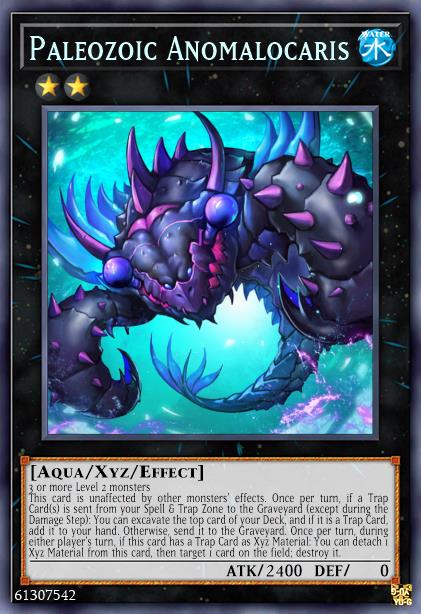 PALEOZOIC ANOMALOCARIS
WATER
水
[AQUA/XYZ/EFFECT]
3 or more Level 2 monsters
This card is unaffected by other monsters' effects. Once per turn, if a Trap
Card(s) is sent from your Spell & Trap Zone to the Graveyard (except during the
Damage Step): You can excavate the top card of your Deck, and if it is a Trap Card,
add it to your hand. Otherwise, send it to the Graveyard. Once per turn, during
either player's turn, if this card has a Trap Card as Xyz Material: You can detach 1
Xyz Material from this card, then target 1 card on the field; destroy it.
ATK/2400 DEF/ 0
61307542